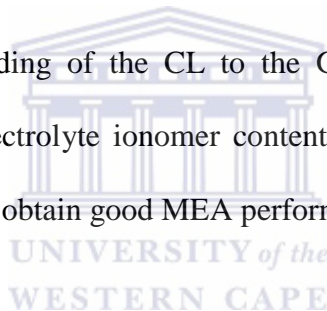 ding of the CL to the
ectrolyte ionomer content
obtain good MEA perform
UNIVERSITY of the
WESTERN CAPE